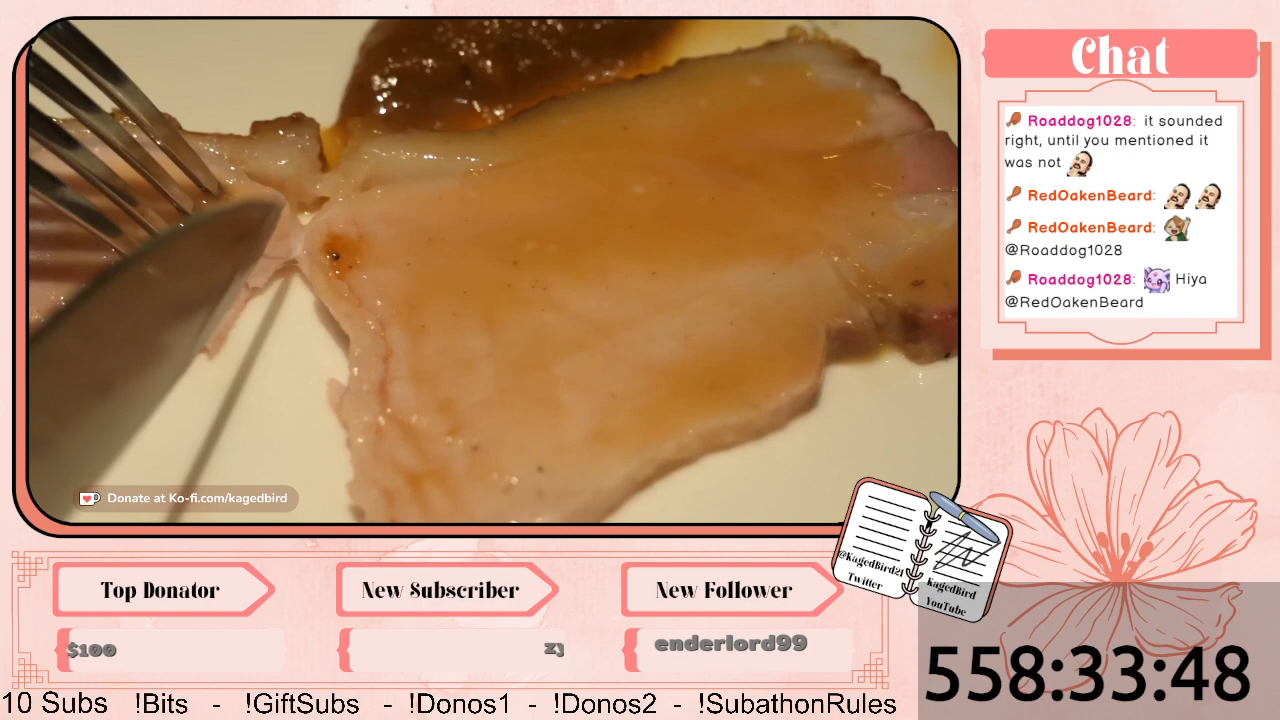 Chat
Roaddog1028: it sounded
right, until you mentioned it
was not
RedOakenBeard:
RedOakenBeard:
@Roaddog1028
Roaddog1028: Hiya
@RedOakenBeard
Donate at Ko-fi.com/kagedbird
@KagedBird21
Twitter
KagedBird
YouTube
Top Donator
New Subscriber
New Follower
$100
zj
enderlord99
558:33:48
10 Subs !Bits - !GiftSubs - !Donos1 - !Donos2 - !SubathonRules